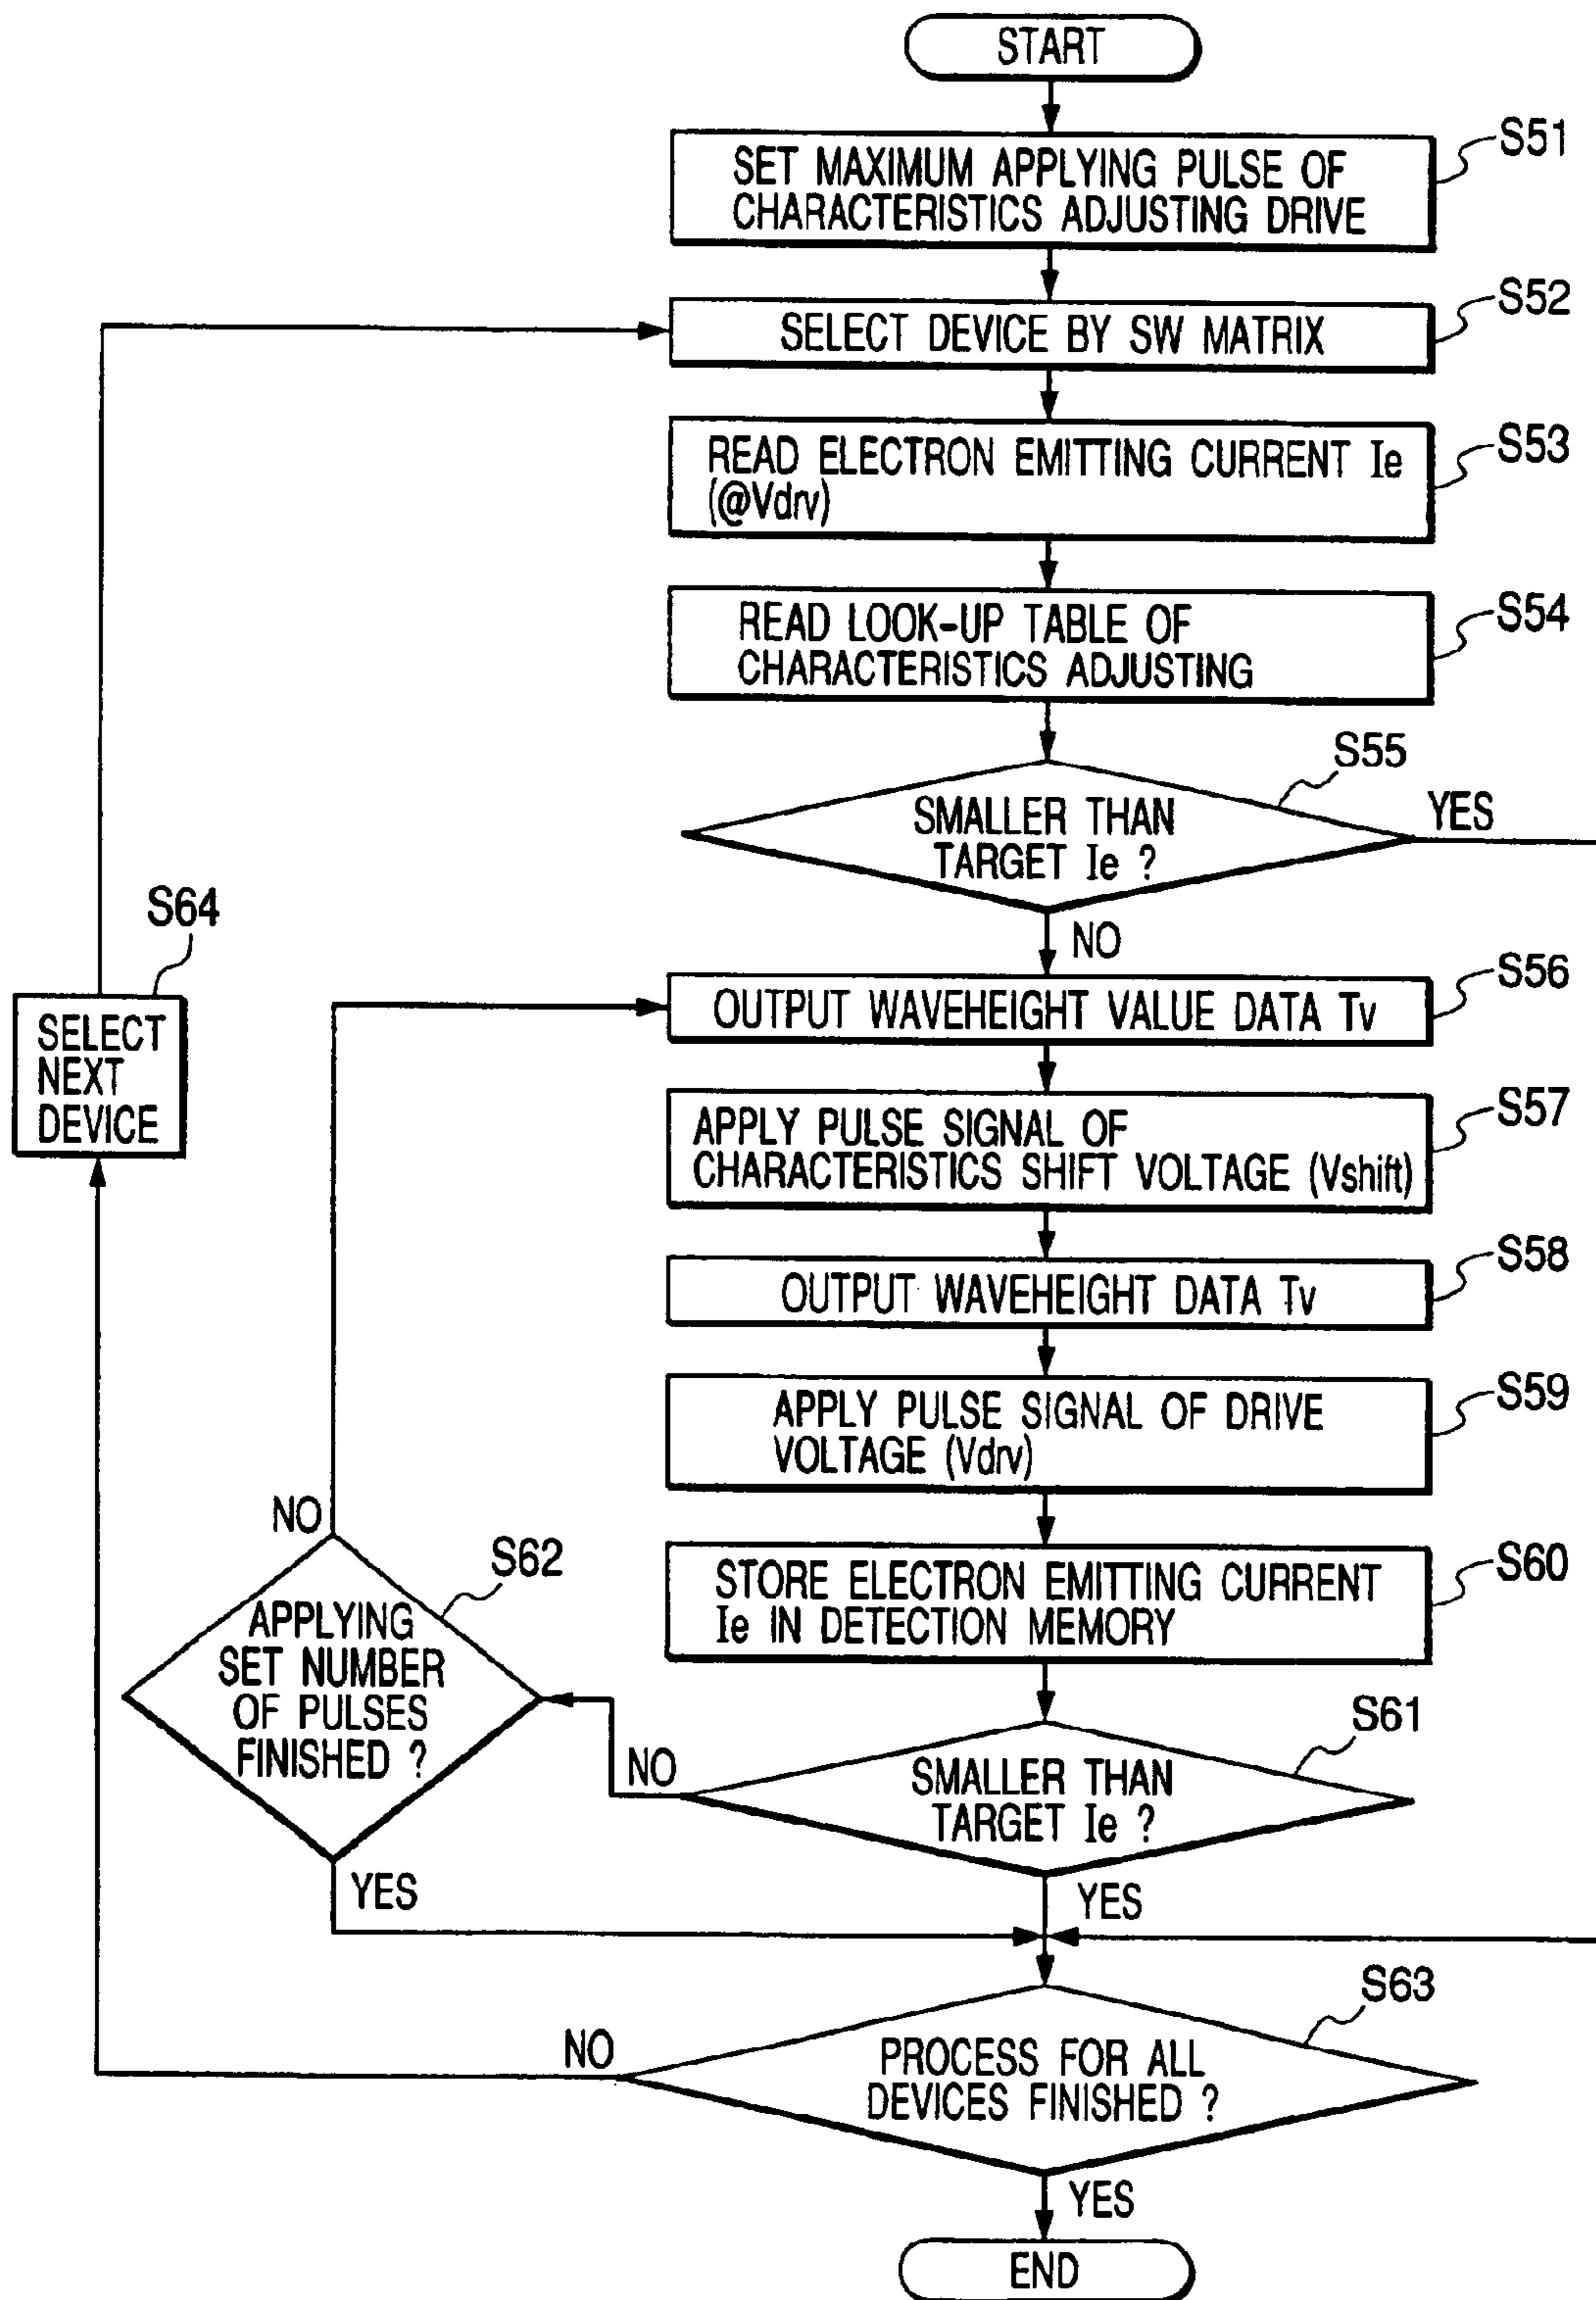 START
S51
SET MAXIMUM APPLYING PULSE OF
CHARACTERISTICS ADJUSTING DRIVE
S52
SELECT DEVICE BY SW MATRIX
S53
READ ELECTRON EMITTING CURRENT Ie
(@Vdrv)
S54
READ LOOK-UP TABLE OF
CHARACTERISTICS ADJUSTING
S55
SMALLER THAN
TARGET Ie ?
YES
NO
S64
SELECT
NEXT
DEVICE
S56
OUTPUT WAVEHEIGHT VALUE DATA Tv
S57
APPLY PULSE SIGNAL OF
CHARACTERISTICS SHIFT VOLTAGE (Vshift)
S58
OUTPUT WAVEHEIGHT DATA Tv
S59
APPLY PULSE SIGNAL OF DRIVE
VOLTAGE (Vdrv)
S60
STORE ELECTRON EMITTING CURRENT
Ie IN DETECTION MEMORY
NO
S62
APPLYING
SET NUMBER
OF PULSES
FINISHED ?
YES
S61
SMALLER THAN
TARGET Ie ?
NO
YES
S63
PROCESS FOR ALL
DEVICES FINISHED ?
NO
YES
END